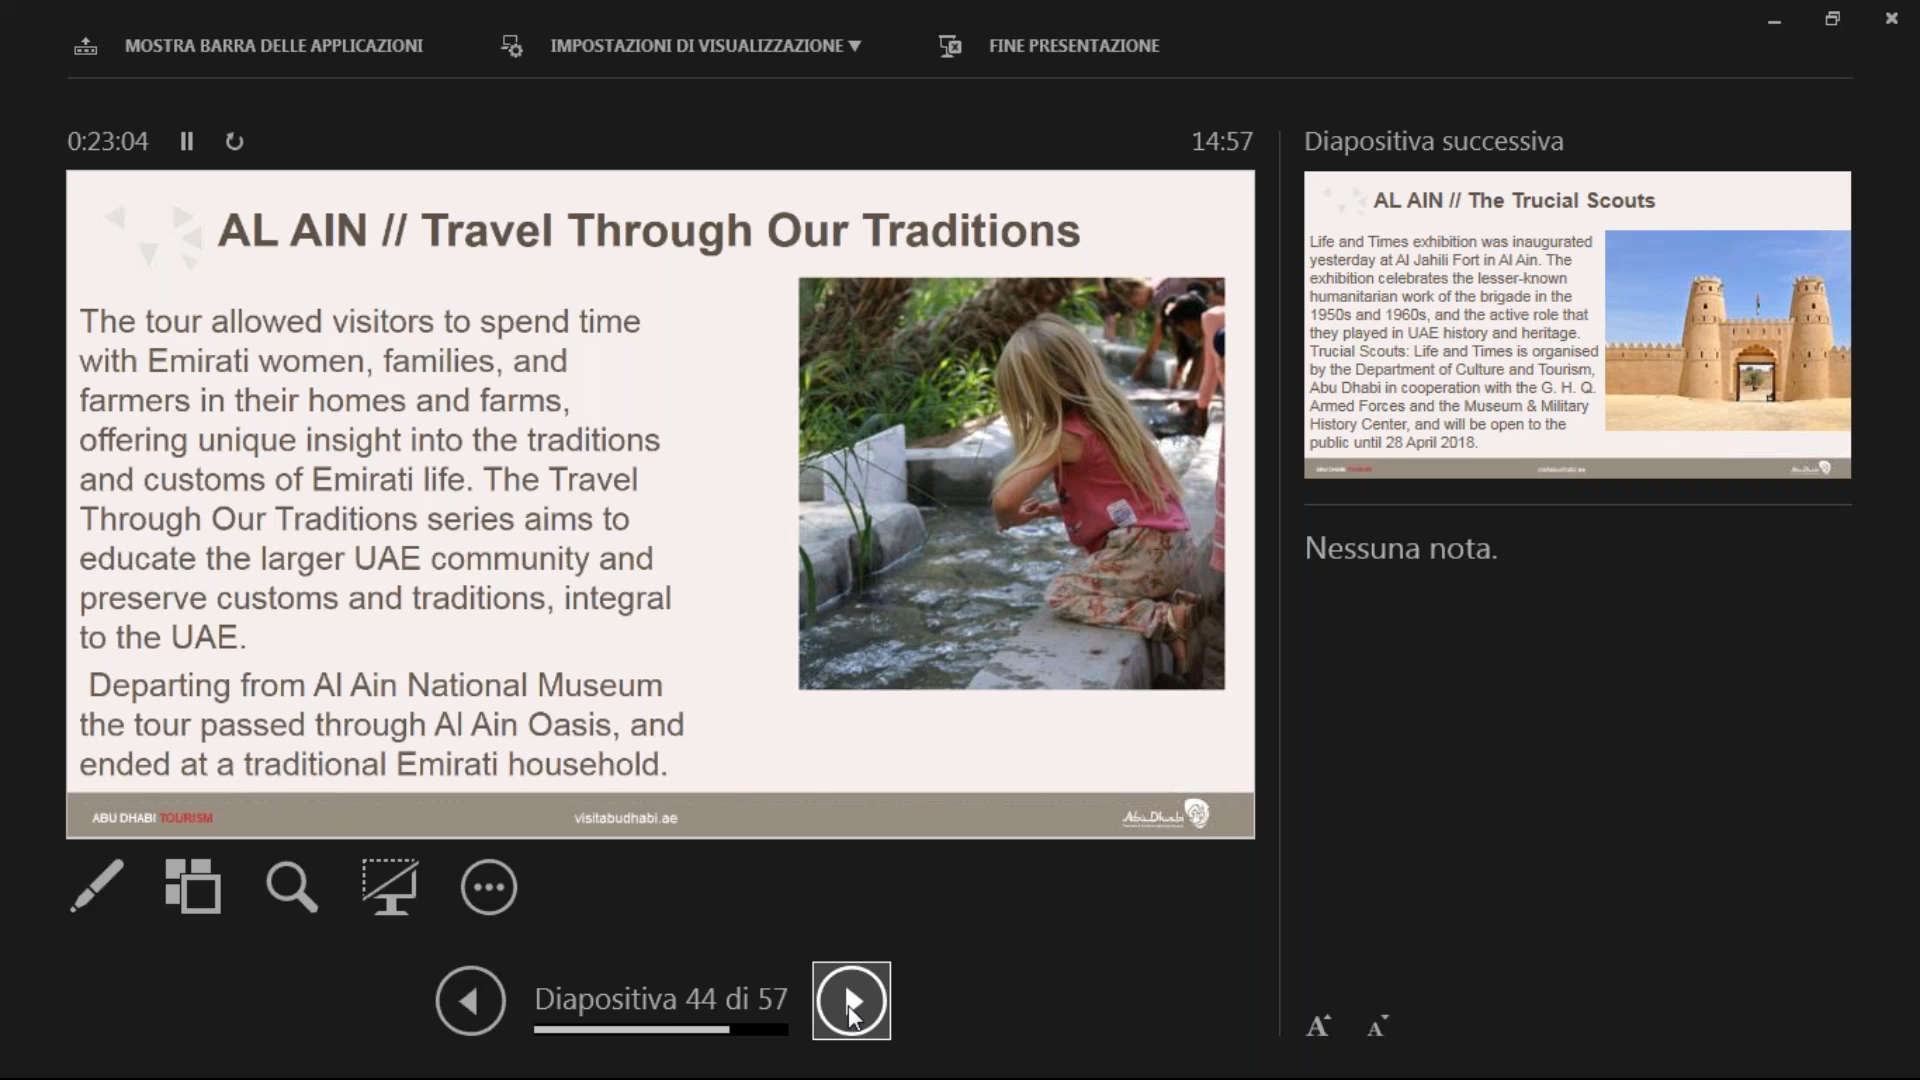 MOSTRA BARRA DELLE APPLICAZIONI
IMPOSTAZIONI DI VISUALIZZAZIONE
FINE PRESENTAZIONE
0:23:04
14:57
AL AIN // Travel Through Our Traditions
The tour allowed visitors to spend time
with Emirati women, families, and
farmers in their homes and farms,
offering unique insight into the traditions
and customs of Emirati life. The Travel
Through Our Traditions series aims to
educate the larger UAE community and
preserve customs and traditions, integral
to the UAE.
Departing from Al Ain National Museum
the tour passed through Al Ain Oasis, and
ended at a traditional Emirati household.
ABU DHABI TOURISM
visitabudhabi.ae
Abu Dhabi
Diapositiva 44 di 57
Diapositiva successiva
AL AIN // The Trucial Scouts
Life and Times exhibition was inaugurated
yesterday at Al Jahili Fort in Al Ain. The
exhibition celebrates the lesser-known
humanitarian work of the brigade in the
1950s and 1960s, and the active role that
they played in UAE history and heritage.
Trucial Scouts: Life and Times is organised
by the Department of Culture and Tourism,
Abu Dhabi in cooperation with the G. H. Q.
Armed Forces and the Museum & Military
History Center, and will be open to the
public until 28 April 2018.
ABU DHABI TOURISM
visitabudhabi.ae
Abu Dhabi
Nessuna nota.
A A